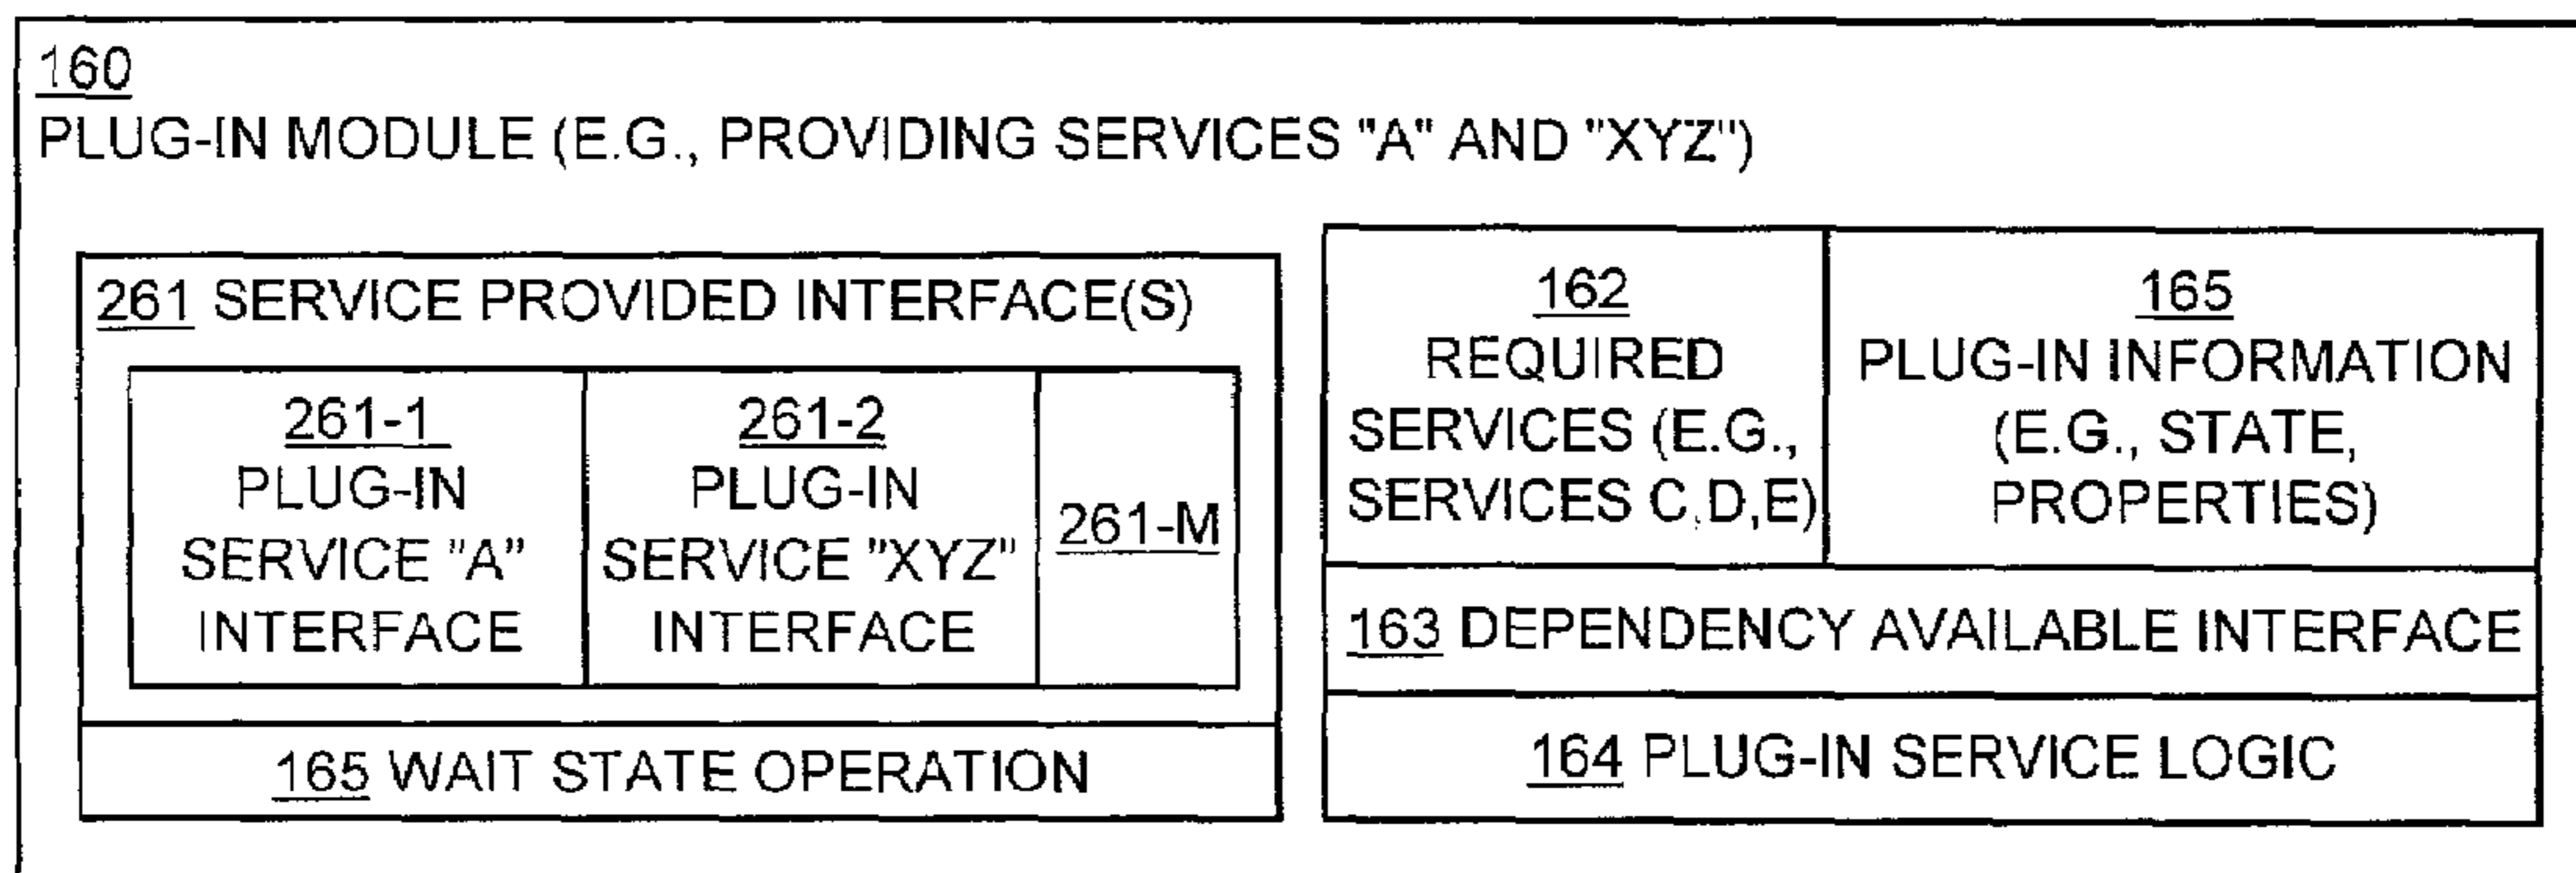 160
PLUG-IN MODULE (E.G., PROVIDING SERVICES "A" AND "XYZ")
261 SERVICE PROVIDED INTERFACE(S)
261-1
PLUG-IN
SERVICE "A"
INTERFACE
261-2
PLUG-IN
SERVICE "XYZ"
INTERFACE
261-M
165 WAIT STATE OPERATION
162
REQUIRED
SERVICES (E.G.,
SERVICES C,D,E)
165
PLUG-IN INFORMATION
(E.G., STATE,
PROPERTIES)
163 DEPENDENCY AVAILABLE INTERFACE
164 PLUG-IN SERVICE LOGIC